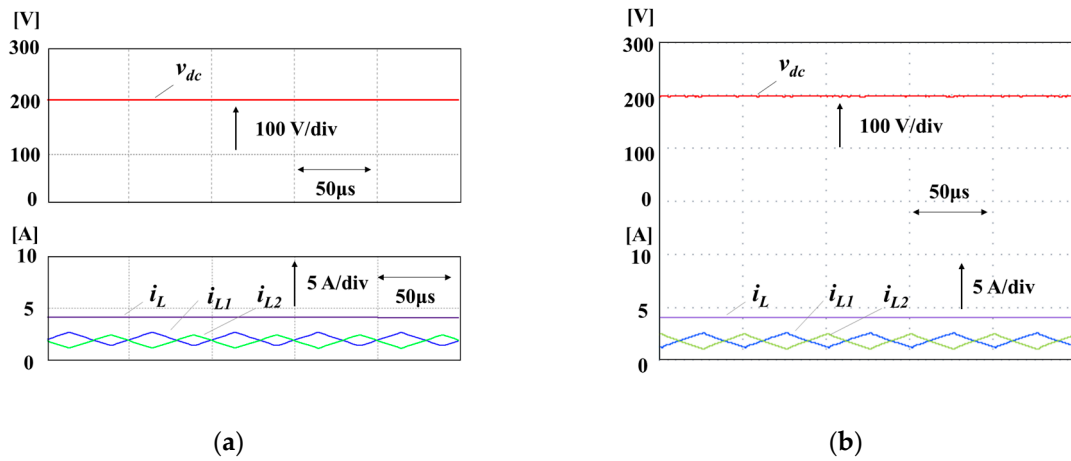 [V]
300
v_dc
200
100 V/div
100
50μs
0
[A]
10
5 A/div
50μs
i_L
i_L1
i_L2
5
0
(a)
[V]
300
v_dc
200
100 V/div
100
50μs
0
[A]
10
5 A/div
i_L
i_L1
i_L2
5
0
(b)